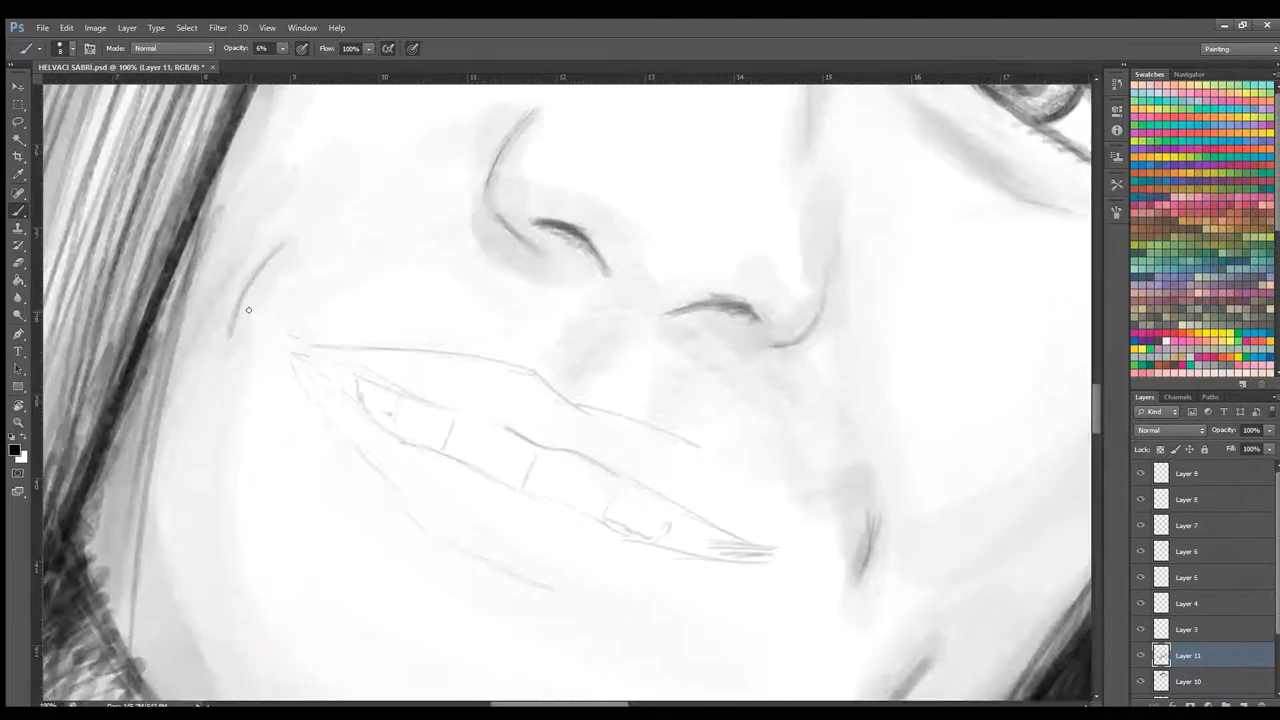 Ps File Edit Image Layer Type Select Filter 3D View Window Help
8 Mode: Normal Opacity: 6% Flow: 100% Painting
HELVACI SABRİ.psd @ 100% (Layer 11, RGB/8) *
7 8 9 10 11 12 13 14 15 16 17
Swatches Navigator
Layers Channels Paths
Kind
Normal Opacity: 100%
Lock: Fill: 100%
Layer 9
Layer 8
Layer 7
Layer 6
Layer 5
Layer 4
Layer 3
Layer 11
Layer 10
100%